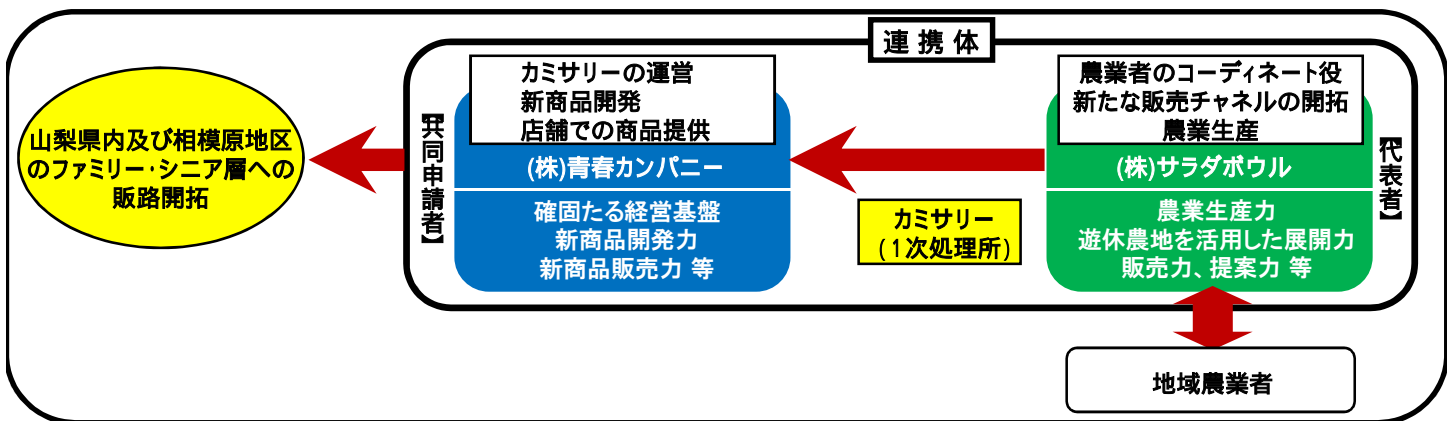 連携体
カミサリーの運営
新商品開発
店舗での商品提供
(株)青春カンパニー
確固たる経営基盤
新商品開発力
新商品販売力 等
【共同申請者】
山梨県内及び相模原地区
のファミリー・シニア層への
販路開拓
カミサリー
(1次処理所)
農業者のコーディネート役
新たな販売チャネルの開拓
農業生産
(株)サラダボウル
農業生産力
遊休農地を活用した展開力
販売力、提案力 等
【代表者】
地域農業者